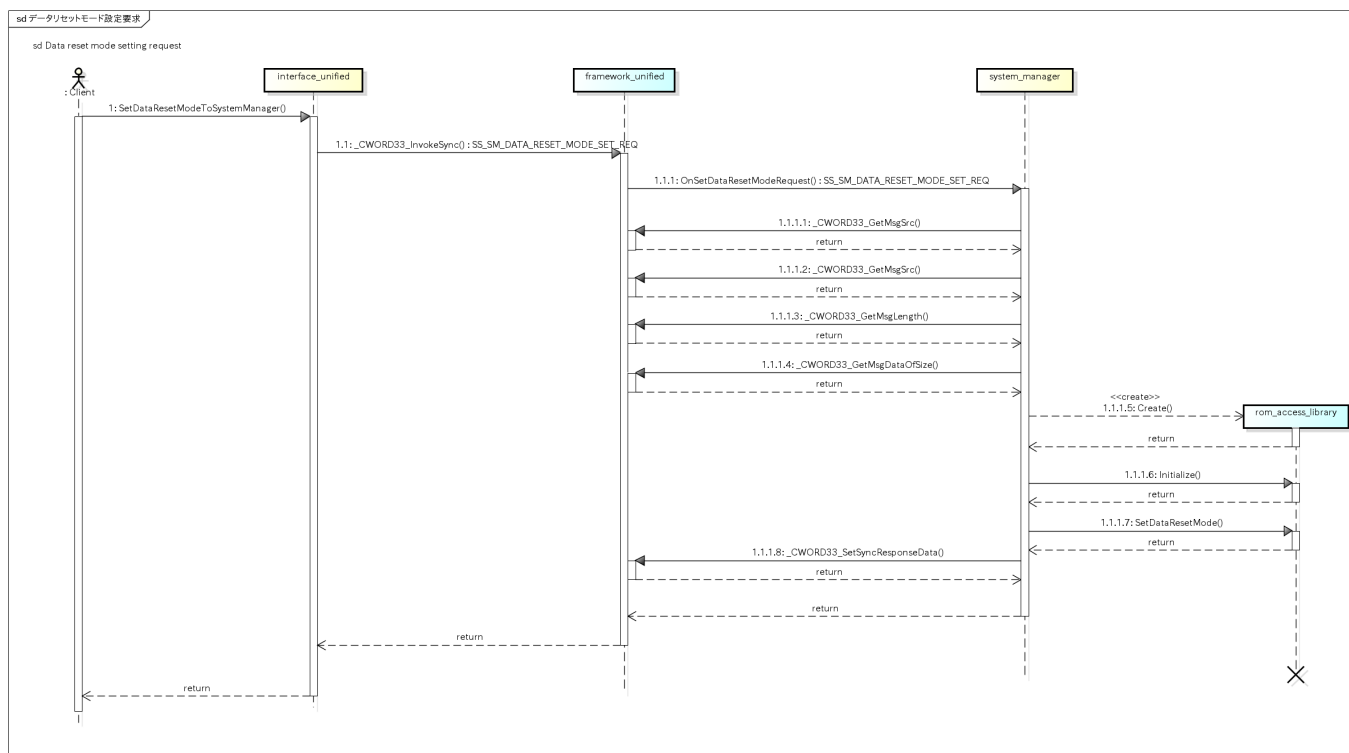 sd データリセットモード設定要求
sd Data reset mode setting request
: Client
interface_unified
framework_unified
system_manager
1: SetDataResetModeToSystemManager()
1.1: _CWORD33_InvokeSync() : SS_SM_DATA_RESET_MODE_SET_REQ
1.1.1: OnSetDataResetModeRequest() : SS_SM_DATA_RESET_MODE_SET_REQ
1.1.1.1: _CWORD33_GetMsgSrc()
return
1.1.1.2: _CWORD33_GetMsgSrc()
return
1.1.1.3: _CWORD33_GetMsgLength()
return
1.1.1.4: _CWORD33_GetMsgDataOfSize()
return
<<create>>
1.1.1.5: Create()
rom_access_library
return
1.1.1.6: Initialize()
return
1.1.1.7: SetDataResetMode()
return
1.1.1.8: _CWORD33_SetSyncResponseData()
return
return
return
return